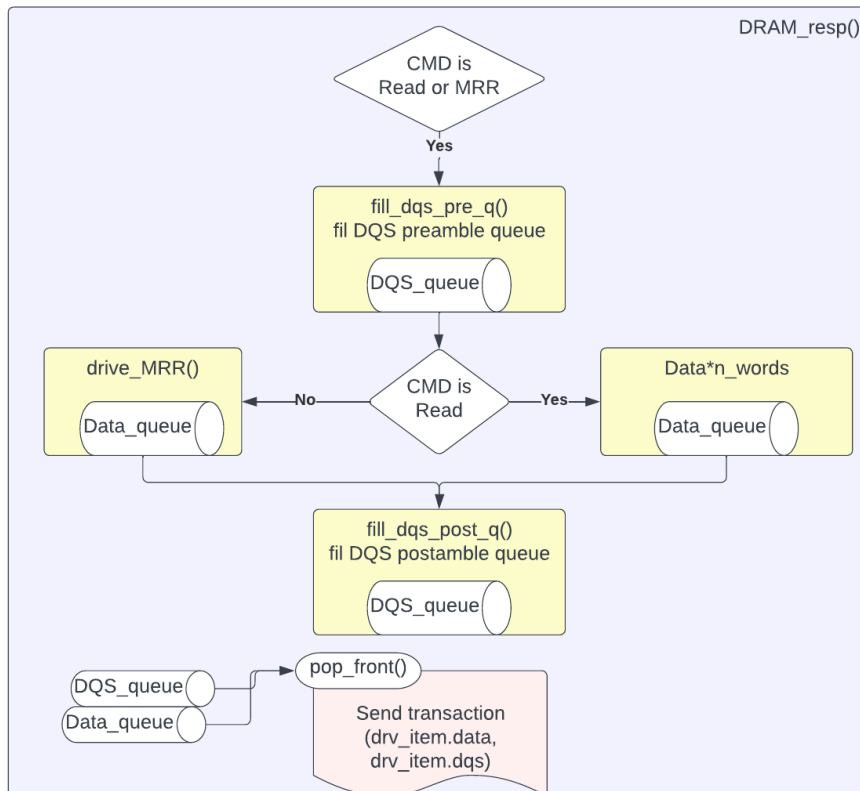 DRAM_resp()
CMD is
Read or MRR
Yes
fill_dqs_pre_q()
fil DQS preamble queue
DQS_queue
drive_MRR()
Data_queue
No
CMD is
Read
Yes
Data*n_words
Data_queue
fill_dqs_post_q()
fil DQS postamble queue
DQS_queue
DQS_queue
Data_queue
pop_front()
Send transaction
(drv_item.data,
drv_item.dqs)